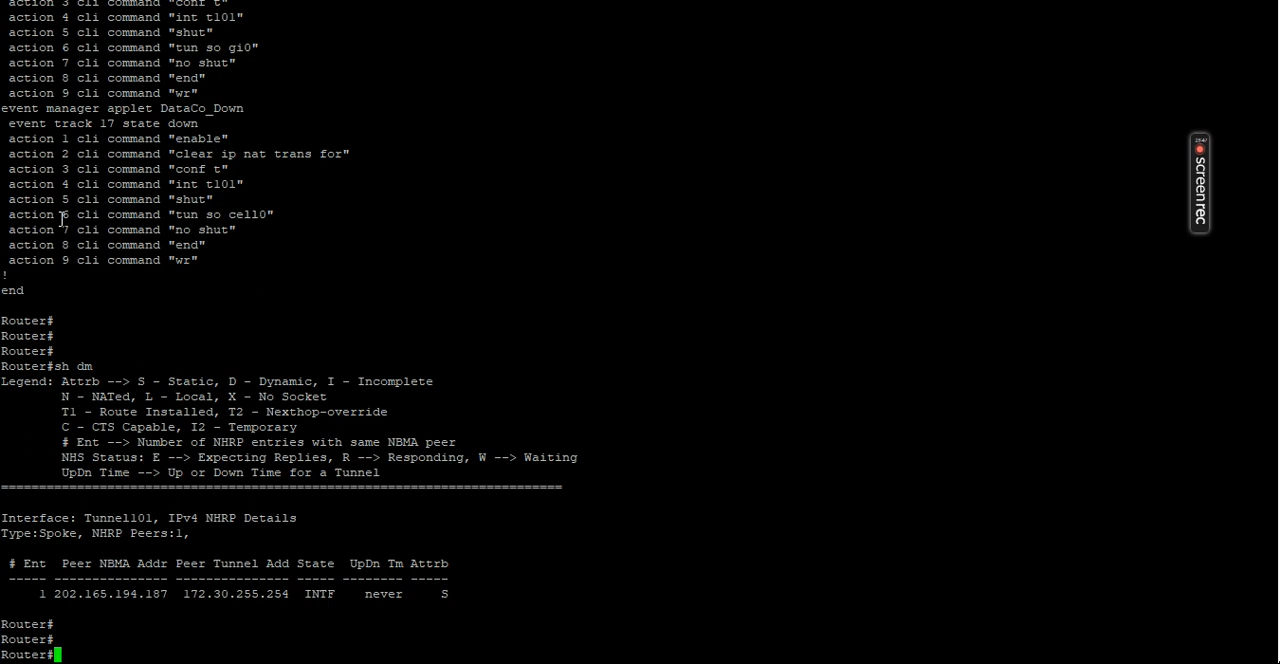 action 3 cli command "conf t"
action 4 cli command "int t101"
action 5 cli command "shut"
action 6 cli command "tun so gi0"
action 7 cli command "no shut"
action 8 cli command "end"
action 9 cli command "wr"
event manager applet DataCo_Down
event track 17 state down
action 1 cli command "enable"
action 2 cli command "clear ip nat trans for"
action 3 cli command "conf t"
action 4 cli command "int t101"
action 5 cli command "shut"
action 6 cli command "tun so cell0"
action 7 cli command "no shut"
action 8 cli command "end"
action 9 cli command "wr"
!
end
Router#
Router#
Router#
Router#sh dm
Legend: Attrb --> S - Static, D - Dynamic, I - Incomplete
N - NATed, L - Local, X - No Socket
T1 - Route Installed, T2 - Nexthop-override
C - CTS Capable, I2 - Temporary
# Ent --> Number of NHRP entries with same NBMA peer
NHS Status: E --> Expecting Replies, R --> Responding, W --> Waiting
UpDn Time --> Up or Down Time for a Tunnel
==========================================================================
Interface: Tunnel101, IPv4 NHRP Details
Type:Spoke, NHRP Peers:1,
# Ent  Peer NBMA Addr Peer Tunnel Add State  UpDn Tm Attrb
----- --------------- --------------- ----- -------- -----
1 202.165.194.187  172.30.255.254  INTF    never     S
Router#
Router#
Router#
screenrec